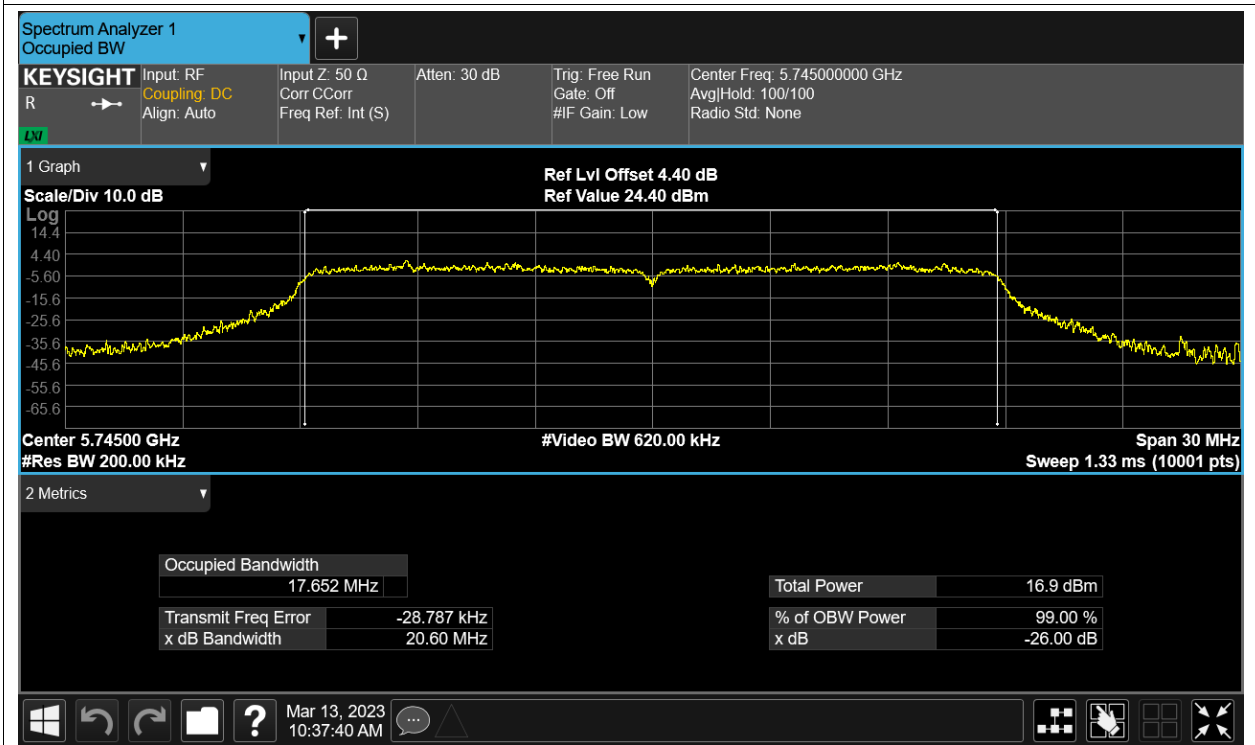 Spectrum Analyzer 1
Occupied BW
KEYSIGHT
R
LXI
Input: RF
Coupling: DC
Align: Auto
Input Z: 50 Ω
Corr CCorr
Freq Ref: Int (S)
Atten: 30 dB
Trig: Free Run
Gate: Off
#IF Gain: Low
Center Freq: 5.745000000 GHz
Avg|Hold: 100/100
Radio Std: None
1 Graph
Scale/Div 10.0 dB
Ref Lvl Offset 4.40 dB
Ref Value 24.40 dBm
Log
14.4
4.40
-5.60
-15.6
-25.6
-35.6
-45.6
-55.6
-65.6
Center 5.74500 GHz
#Video BW 620.00 kHz
Span 30 MHz
#Res BW 200.00 kHz
Sweep 1.33 ms (10001 pts)
2 Metrics
Occupied Bandwidth
17.652 MHz
Total Power 16.9 dBm
Transmit Freq Error -28.787 kHz
% of OBW Power 99.00 %
x dB Bandwidth 20.60 MHz
x dB -26.00 dB
?
Mar 13, 2023
10:37:40 AM